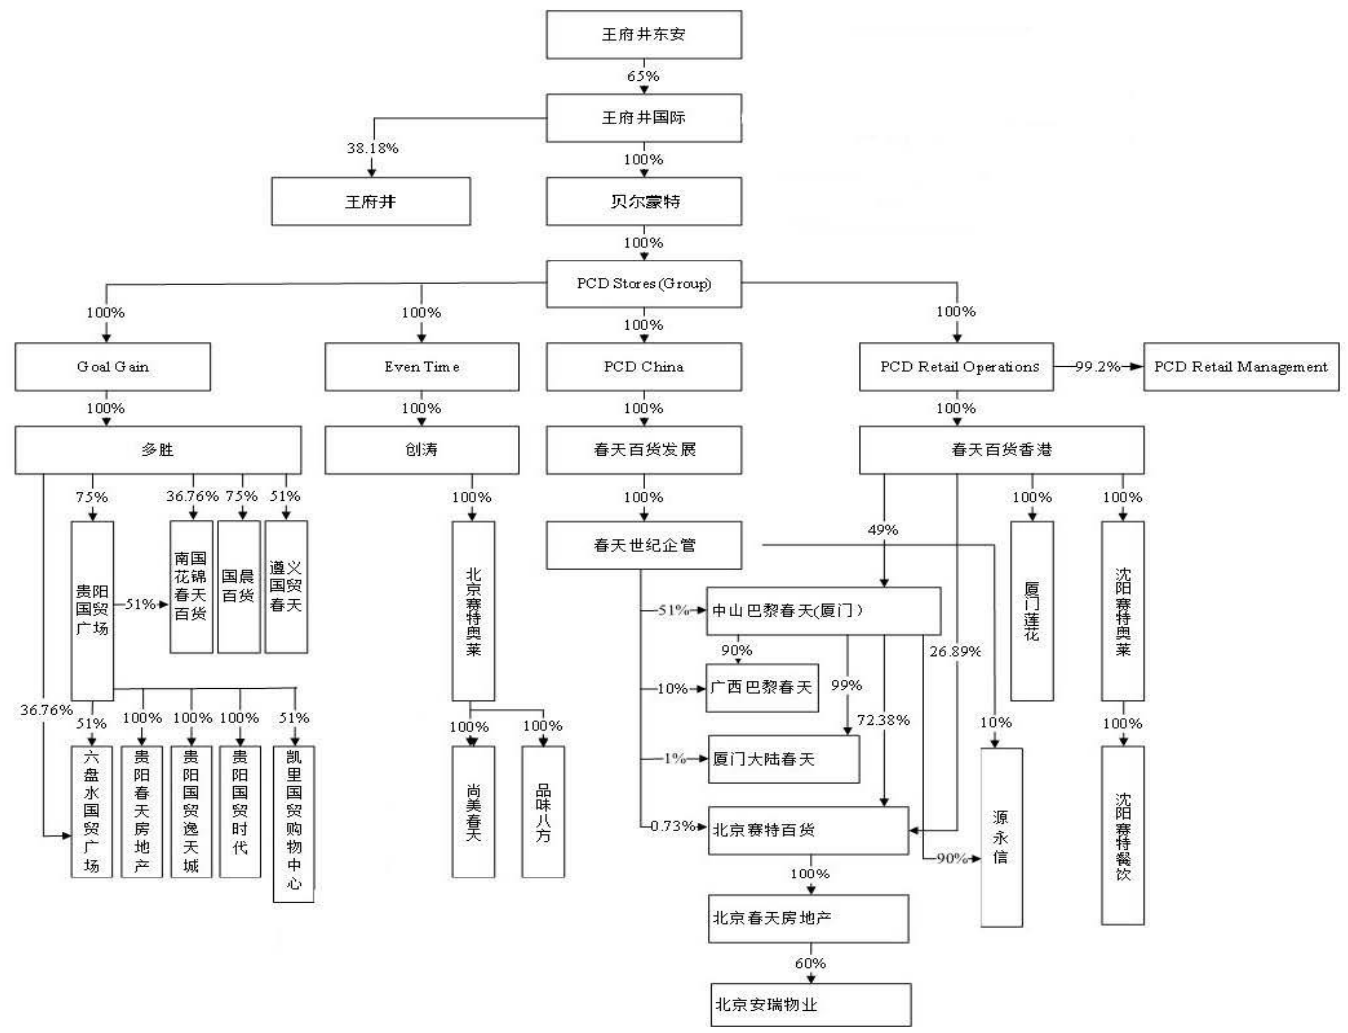 王府井东安
65%
王府井国际
38.18%
100%
王府井
贝尔蒙特
100%
PCD Stores(Group)
100%
100%
100%
100%
Goal Gain
Even Time
PCD China
PCD Retail Operations
99.2%
PCD Retail Management
100%
100%
100%
100%
多胜
创涛
春天百货发展
春天百货香港
75%
36.76%
75%
51%
100%
100%
49%
26.89%
100%
100%
贵阳国贸广场
51%
南国花锦春天百货
国晨百货
遵义国贸春天
北京赛特奥莱
春天世纪企管
厦门莲花
沈阳赛特奥莱
51%
中山巴黎春天(厦门)
90%
10%
广西巴黎春天
99%
72.38%
36.76%
51%
100%
100%
100%
51%
100%
100%
10%
100%
1%
厦门大陆春天
六盘水国贸广场
贵阳春天房地产
贵阳国贸逸天城
贵阳国贸时代
凯里国贸购物中心
尚美春天
品味八方
0.73%
北京赛特百货
90%
源永信
沈阳赛特餐饮
100%
北京春天房地产
60%
北京安瑞物业